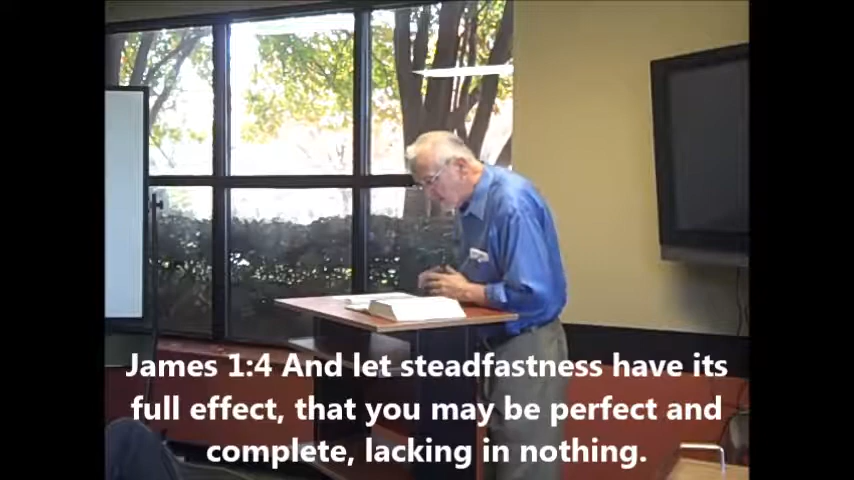 James 1:4 And let steadfastness have its
full effect, that you may be perfect and
complete, lacking in nothing.